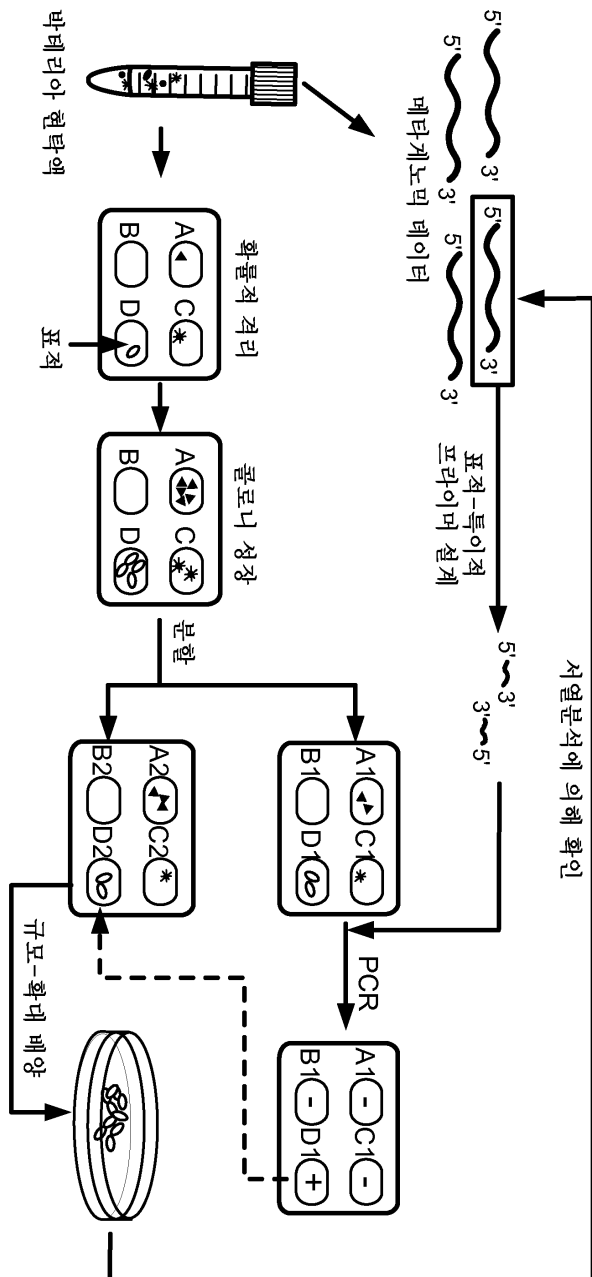 서열분석에 의해 확인
5' 3' 5' 3'
5' 3' 5' 3'
메타게노믹 데이터
표적-특이적
프라이머 설계
5' 3'
3' 5'
박테리아 현탁액
확률적 격리
A C
B D
표적
콜로니 성장
A C
B D
분할
A1 C1
B1 D1
PCR
A1 - C1 -
B1 - D1 +
A2 C2
B2 D2
규모-확대 배양